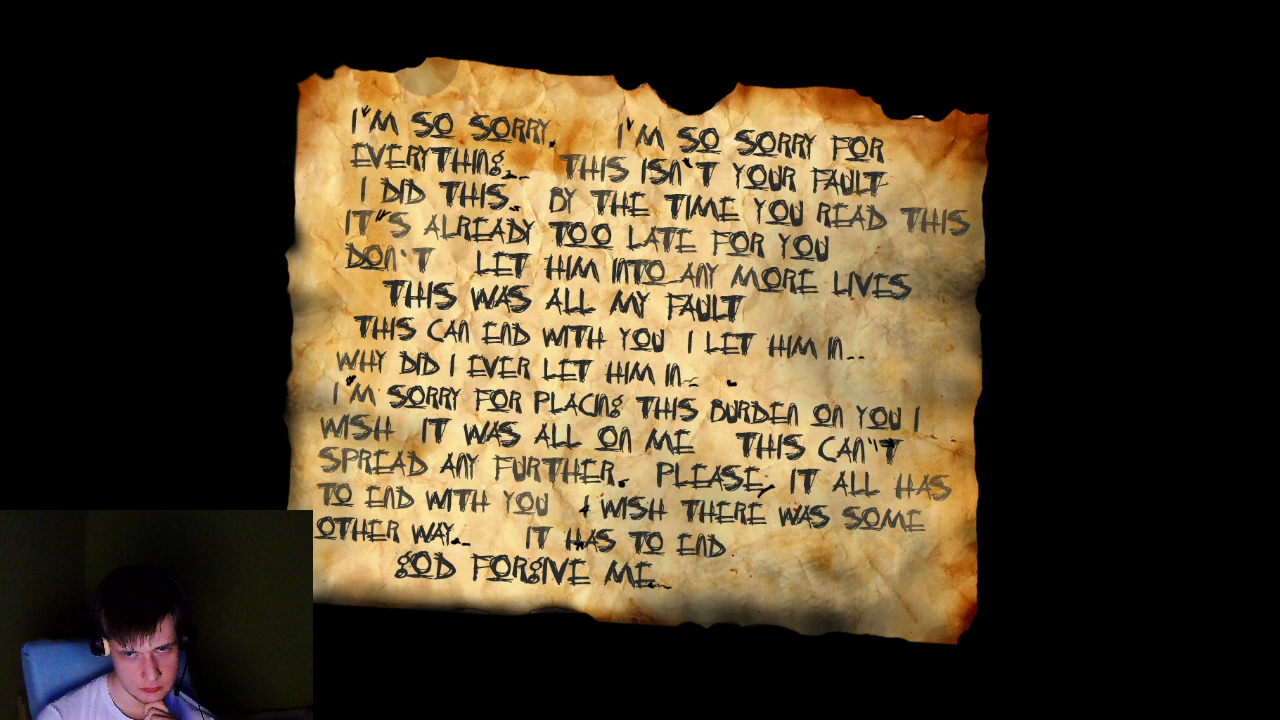 I'M SO SORRY. I'M SO SORRY FOR
EVERYTHING... THIS ISN'T YOUR FAULT
I DID THIS.. BY THE TIME YOU READ THIS
IT"S ALREADY TOO LATE FOR YOU
DON'T LET HIM INTO ANY MORE LIVES
THIS WAS ALL MY FAULT
THIS CAN END WITH YOU I LET HIM IN...
WHY DID I EVER LET HIM IN...
I'M SORRY FOR PLACING THIS BURDEN ON YOU I
WISH IT WAS ALL ON ME THIS CAN"T
SPREAD ANY FURTHER. PLEASE, IT ALL HAS
TO END WITH YOU I WISH THERE WAS SOME
OTHER WAY... IT HAS TO END.
GOD FORGIVE ME...